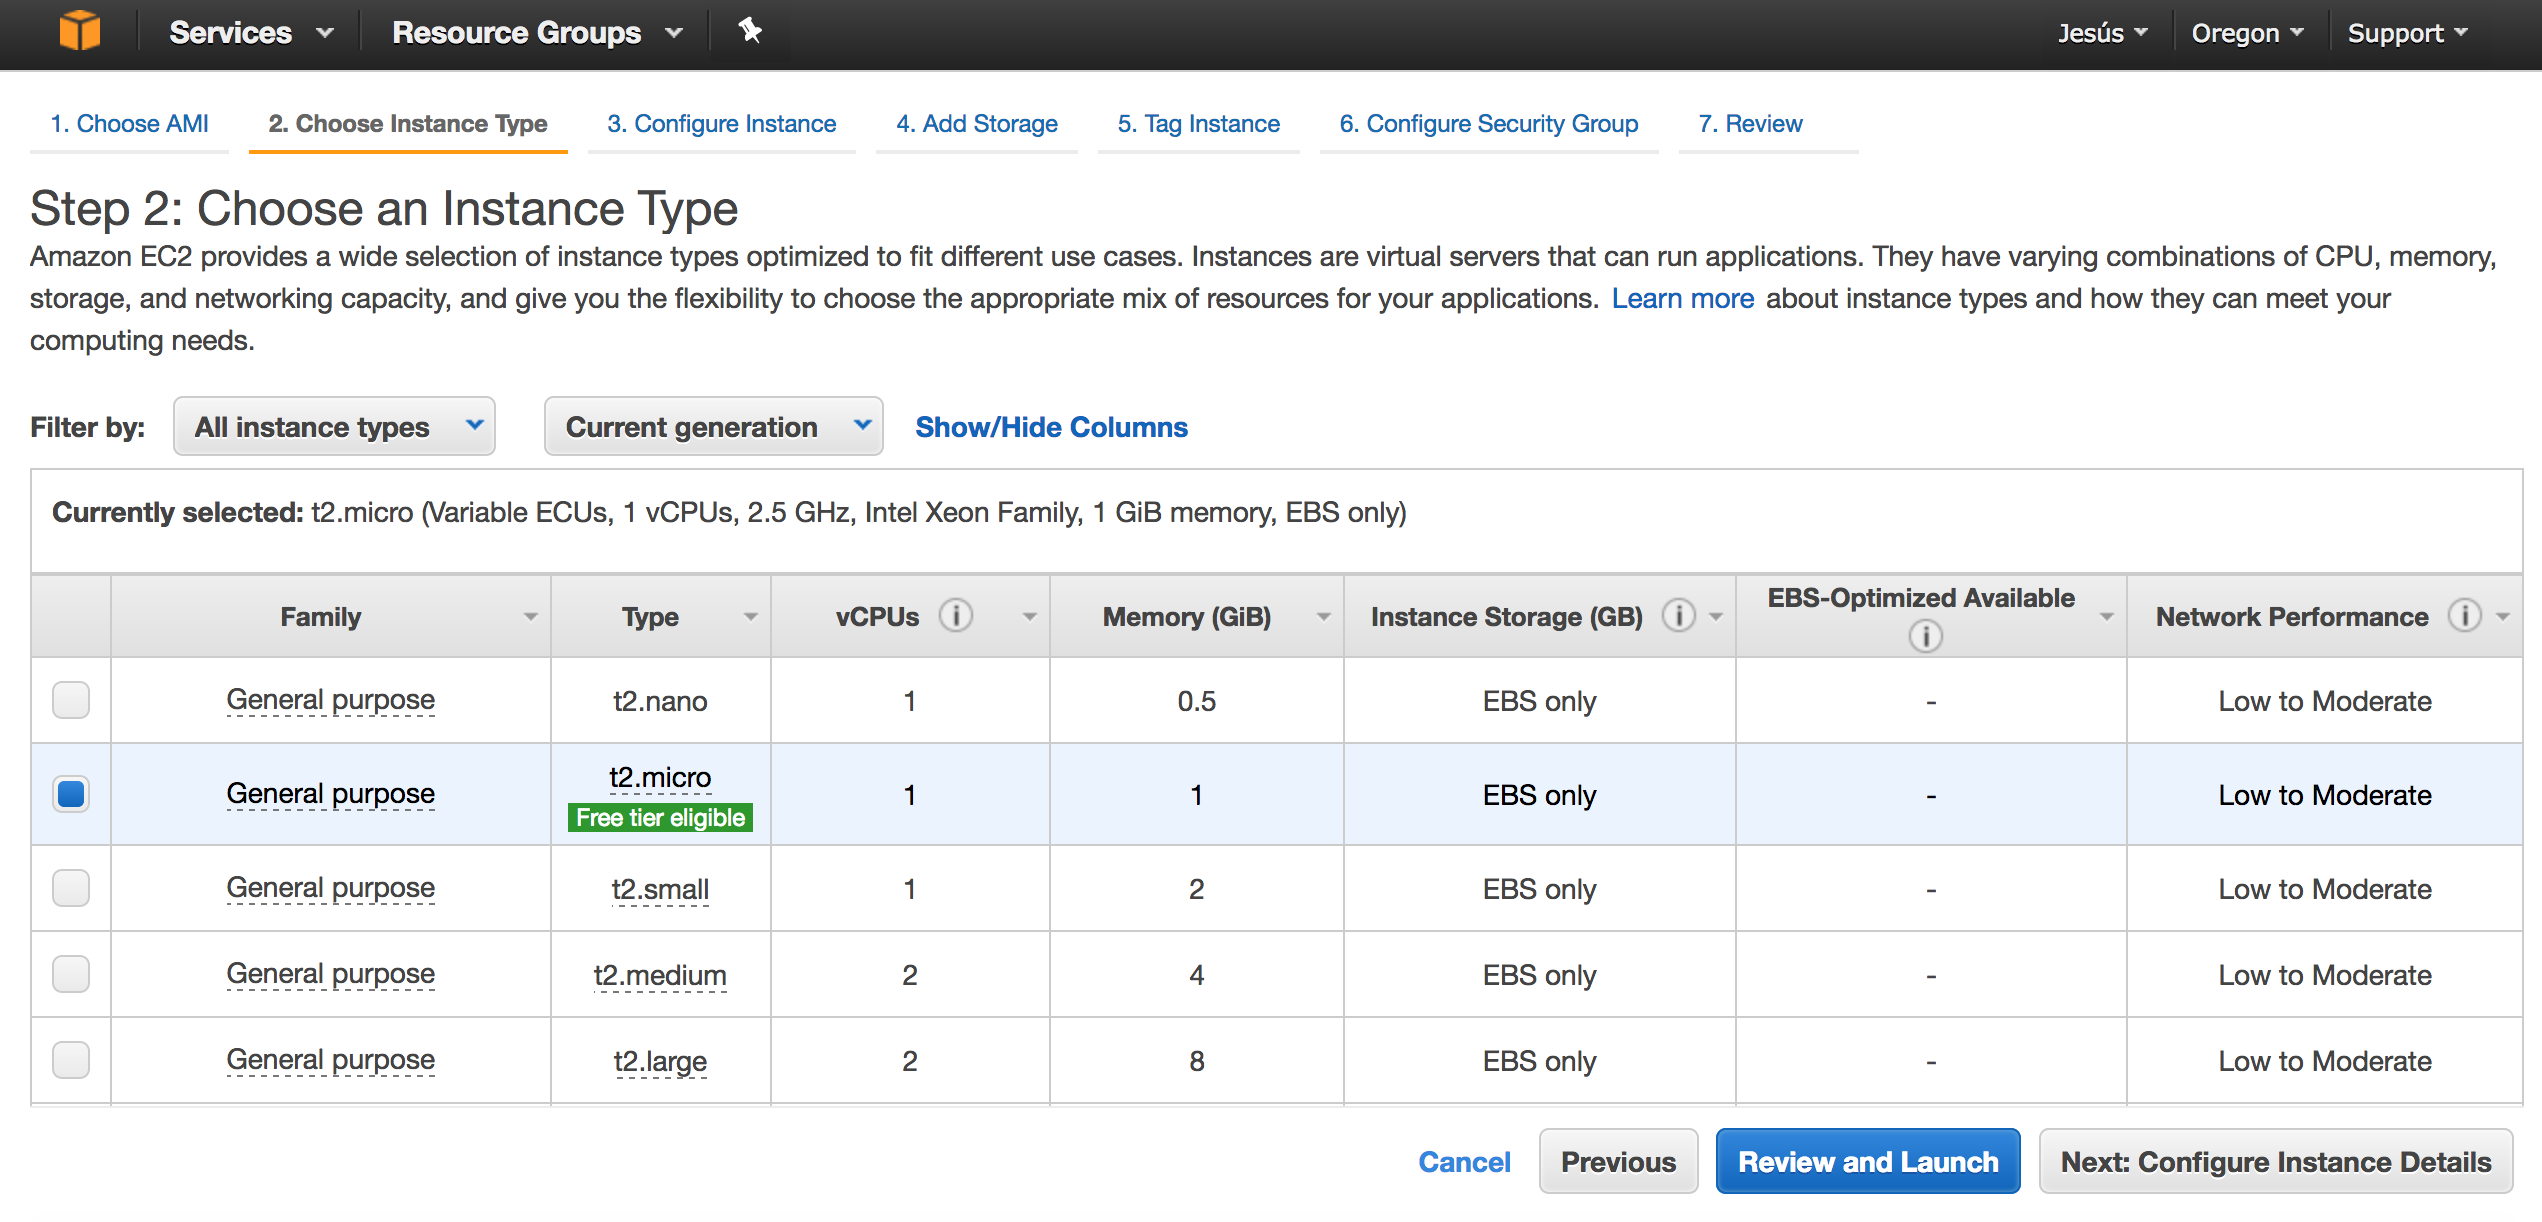 Services Resource Groups Jesús Oregon Support
1. Choose AMI 2. Choose Instance Type 3. Configure Instance 4. Add Storage 5. Tag Instance 6. Configure Security Group 7. Review
Step 2: Choose an Instance Type
Amazon EC2 provides a wide selection of instance types optimized to fit different use cases. Instances are virtual servers that can run applications. They have varying combinations of CPU, memory,
storage, and networking capacity, and give you the flexibility to choose the appropriate mix of resources for your applications. Learn more about instance types and how they can meet your
computing needs.
Filter by: All instance types Current generation Show/Hide Columns
Currently selected: t2.micro (Variable ECUs, 1 vCPUs, 2.5 GHz, Intel Xeon Family, 1 GiB memory, EBS only)
Family Type vCPUs i Memory (GiB) Instance Storage (GB) i EBS-Optimized Available i Network Performance i
General purpose t2.nano 1 0.5 EBS only - Low to Moderate
General purpose t2.micro Free tier eligible 1 1 EBS only - Low to Moderate
General purpose t2.small 1 2 EBS only - Low to Moderate
General purpose t2.medium 2 4 EBS only - Low to Moderate
General purpose t2.large 2 8 EBS only - Low to Moderate
Cancel Previous Review and Launch Next: Configure Instance Details